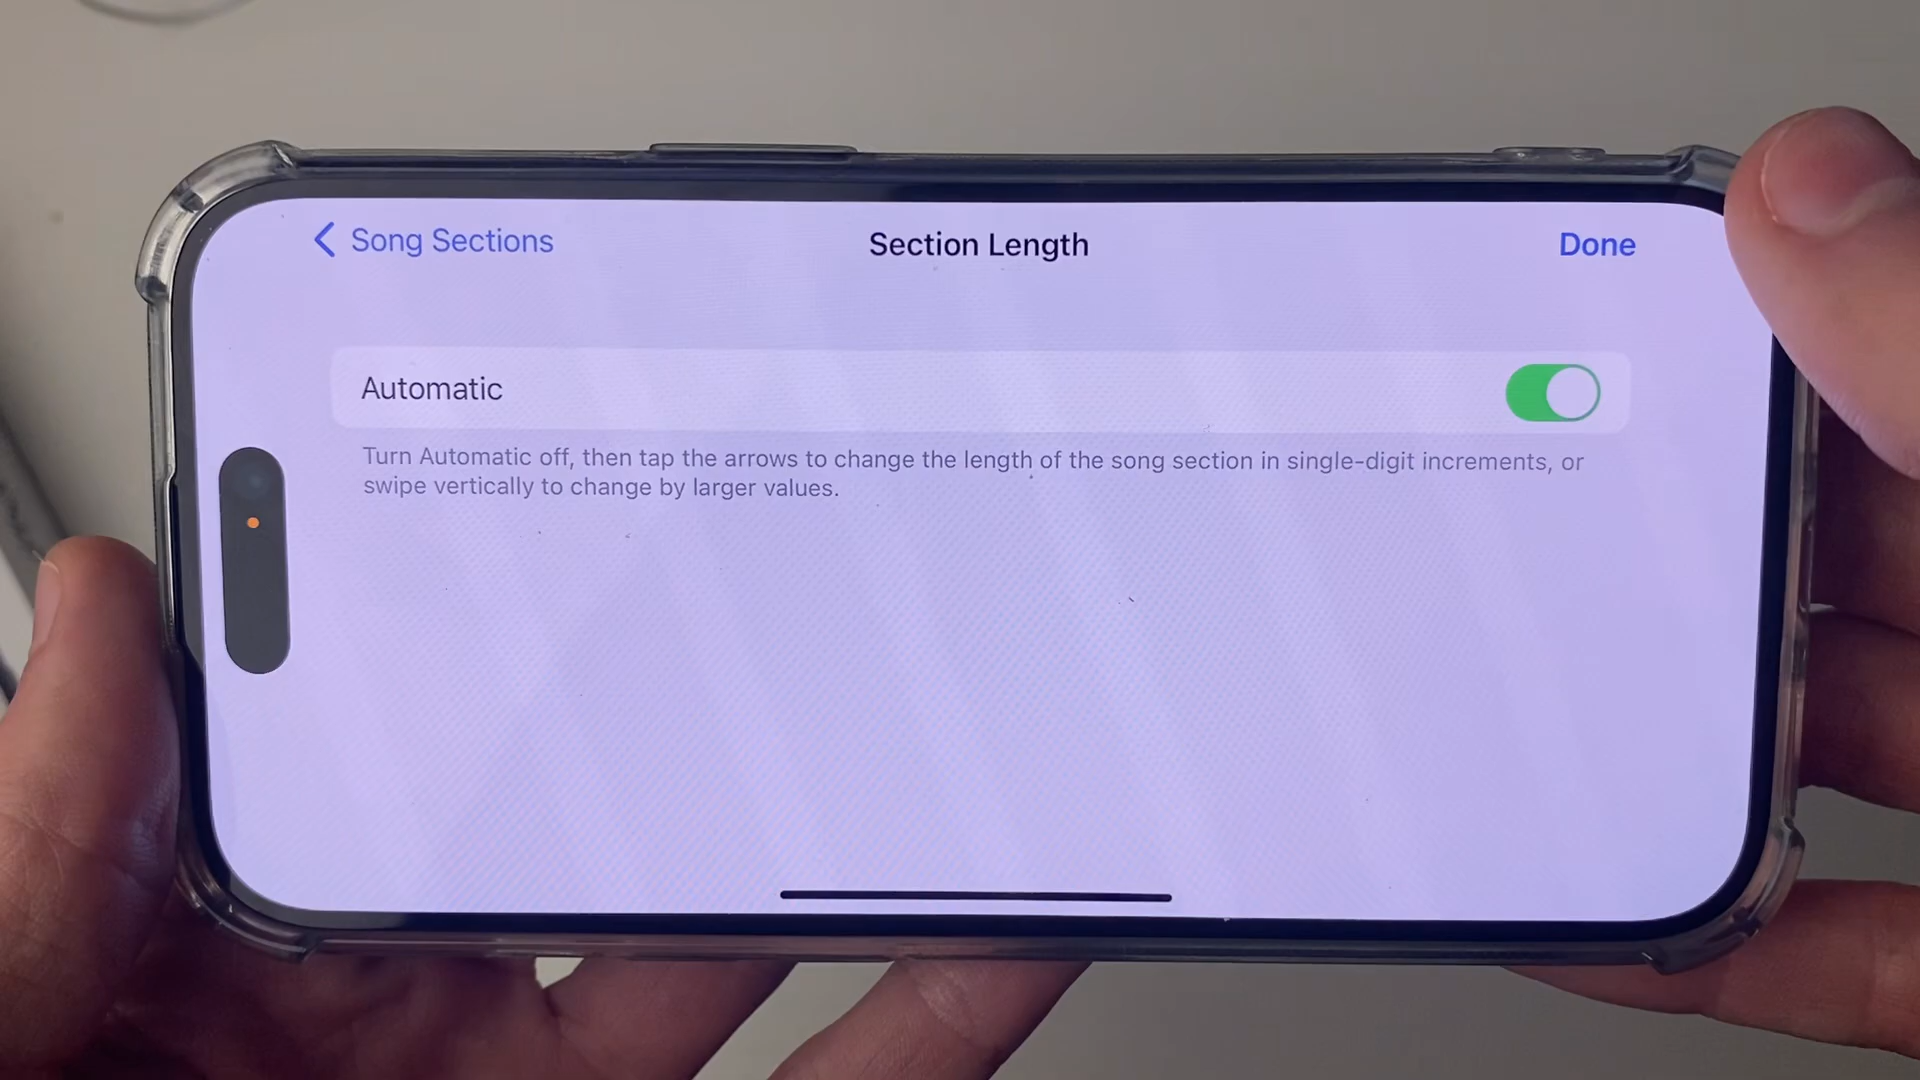 Song Sections
Section Length
Done
Automatic
Turn Automatic off, then tap the arrows to change the length of the song section in single-digit increments, or
swipe vertically to change by larger values.